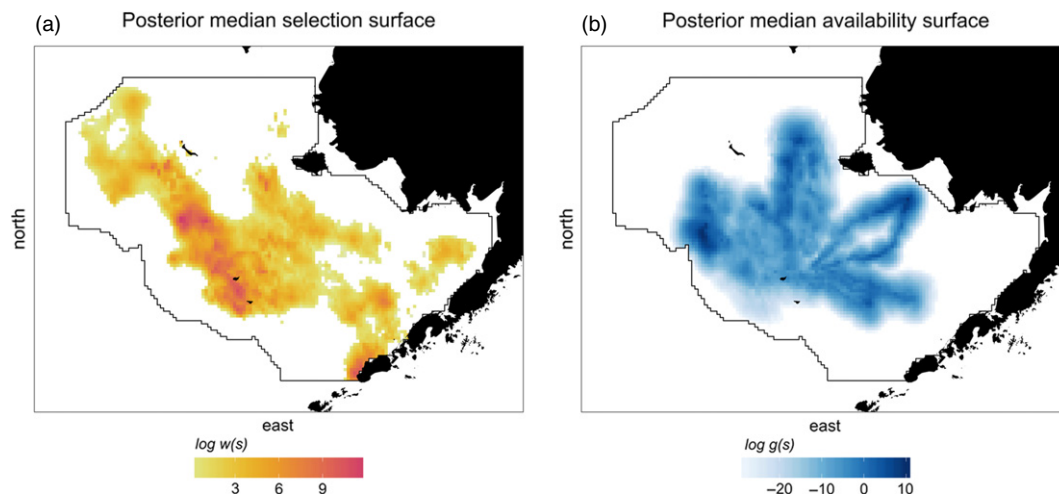 (a) Posterior median selection surface
north
east
log w(s)
3 6 9
(b) Posterior median availability surface
north
east
log g(s)
−20 −10 0 10